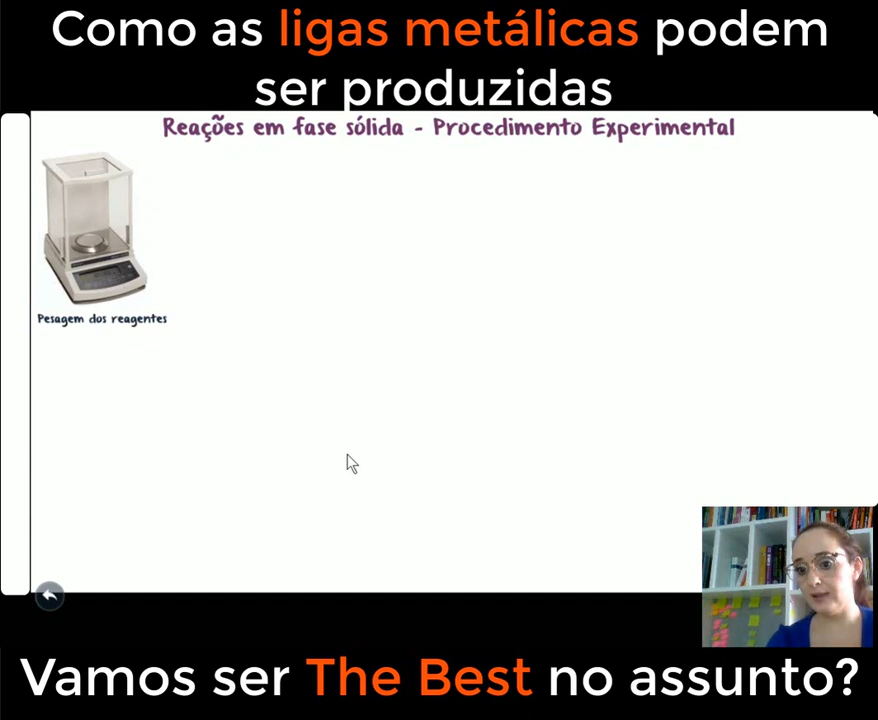 Como as ligas metálicas podem
ser produzidas
Reações em fase sólida - Procedimento Experimental
Pesagem dos reagentes
Vamos ser The Best no assunto?